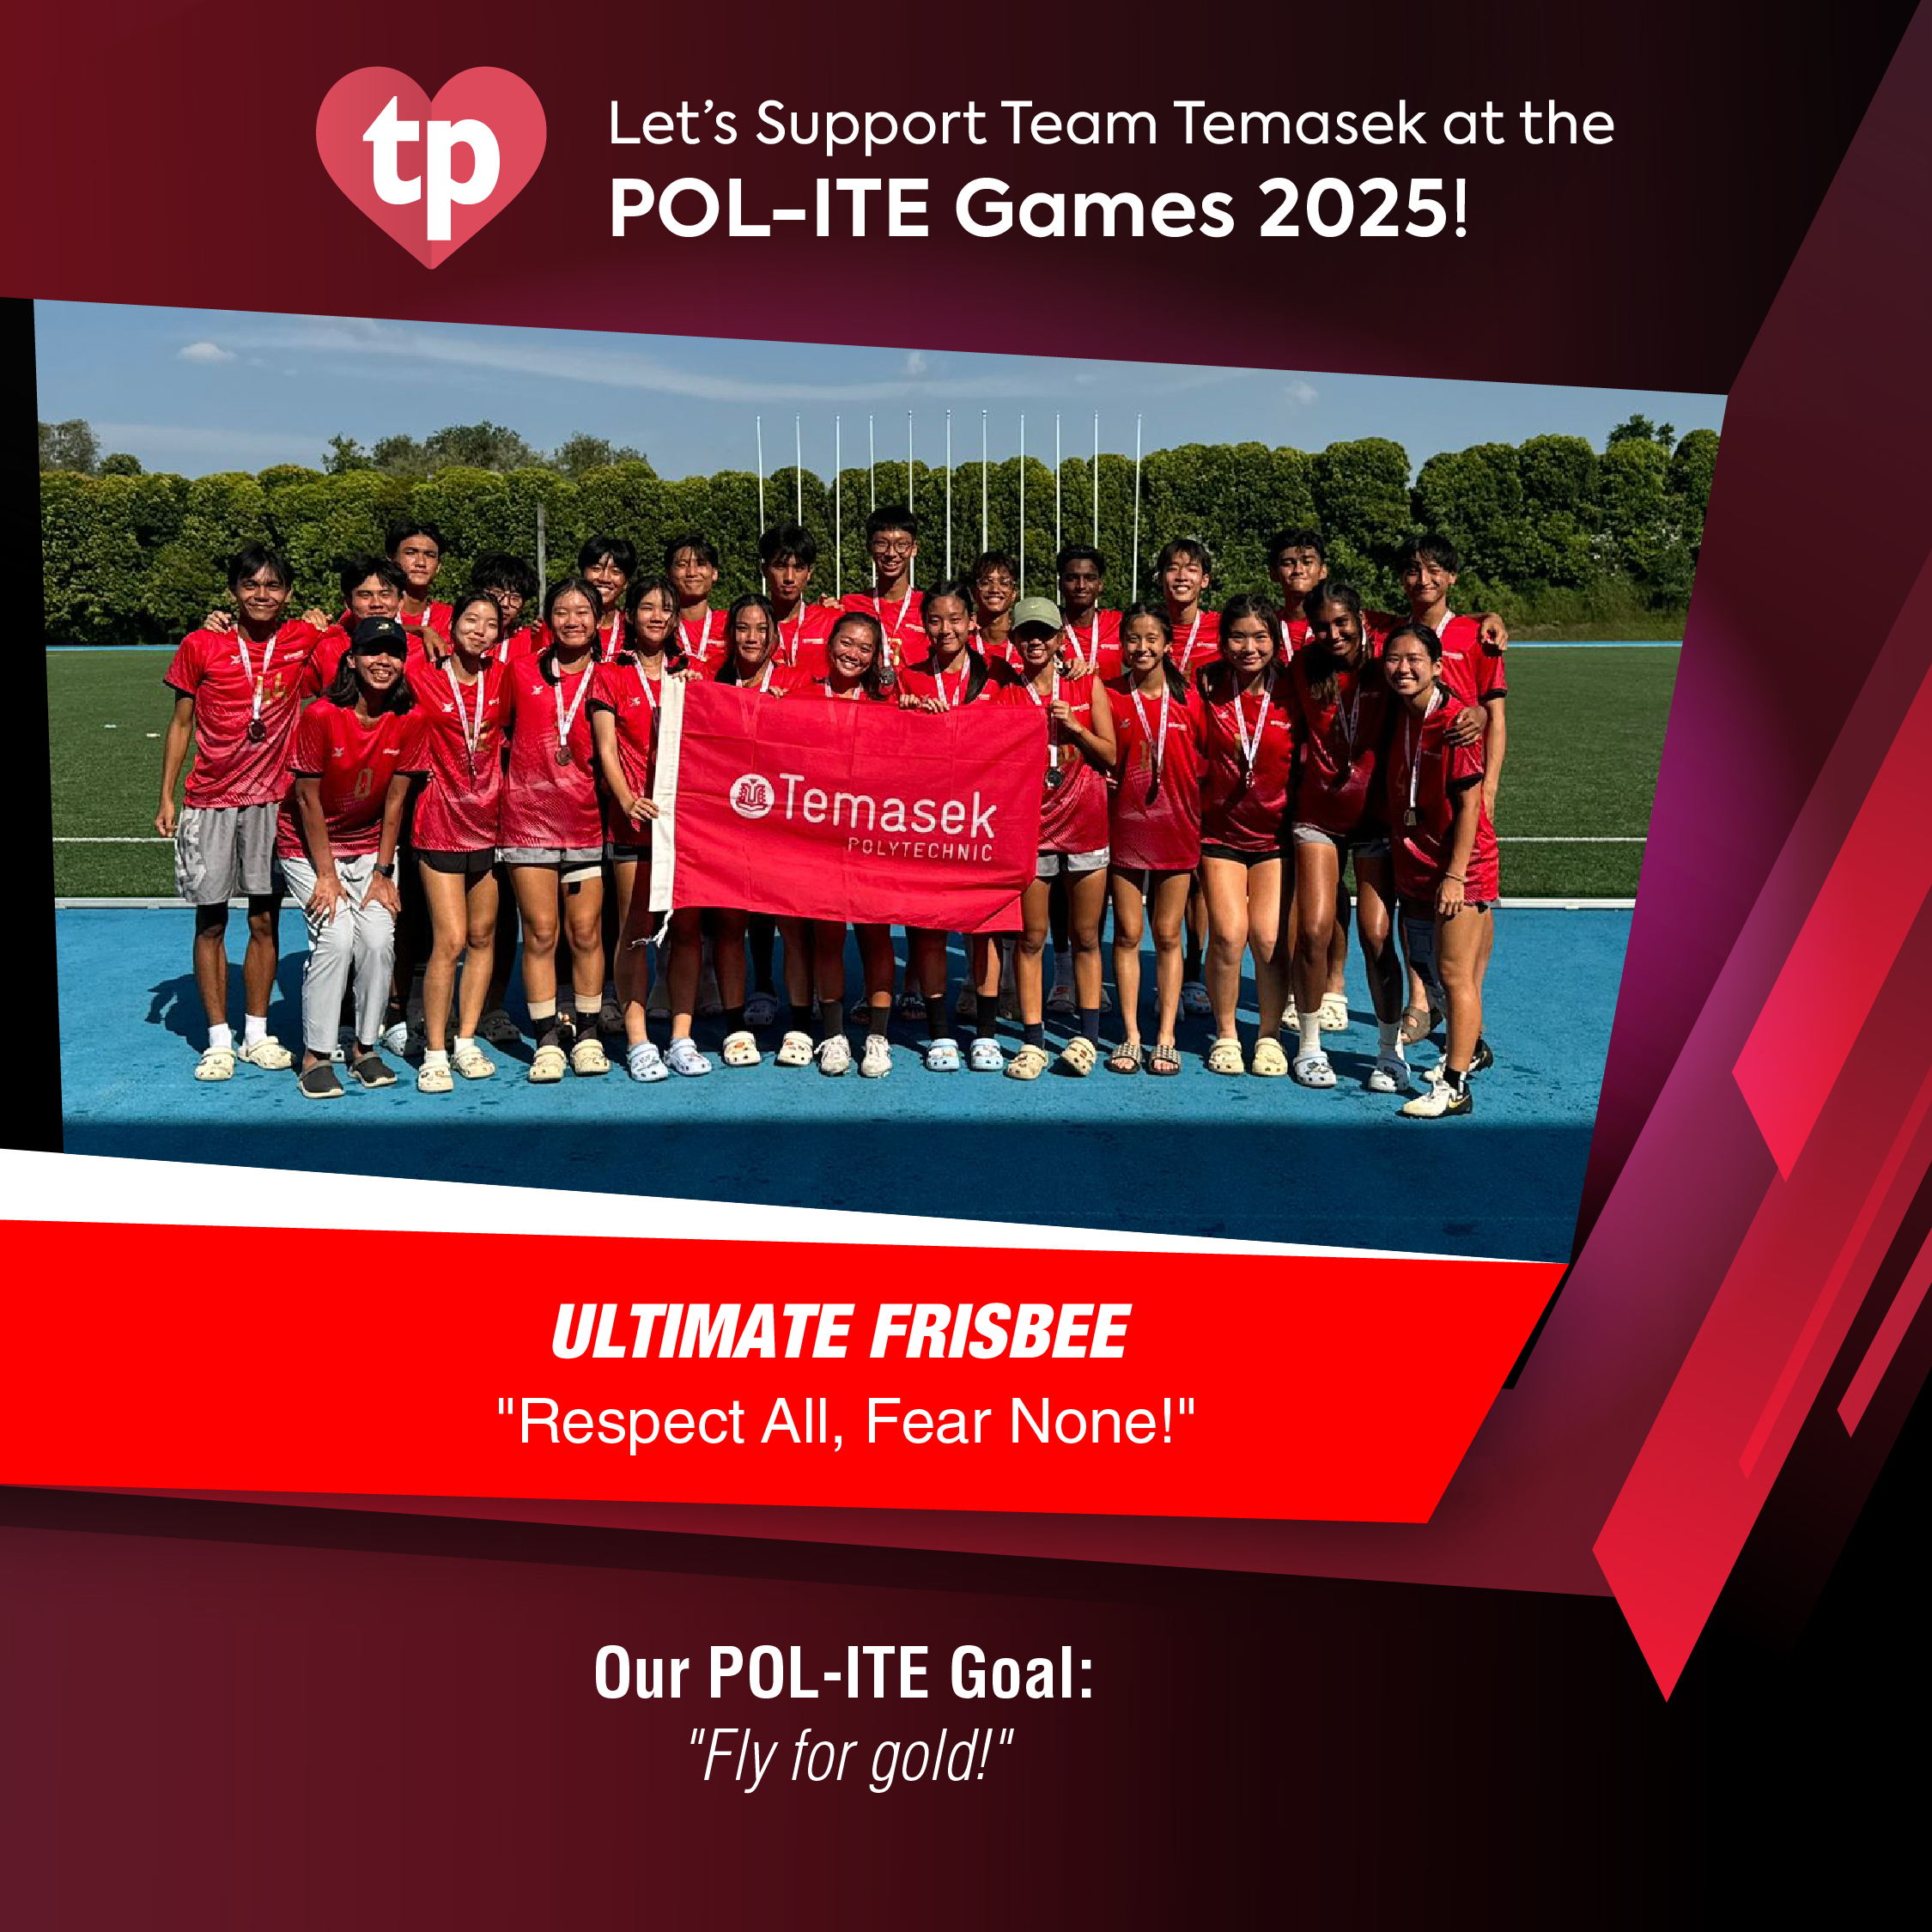 tp
Let's Support Team Temasek at the
POL-ITE Games 2025!
Temasek
POLYTECHNIC
ULTIMATE FRISBEE
"Respect All, Fear None!"
Our POL-ITE Goal:
"Fly for gold!"